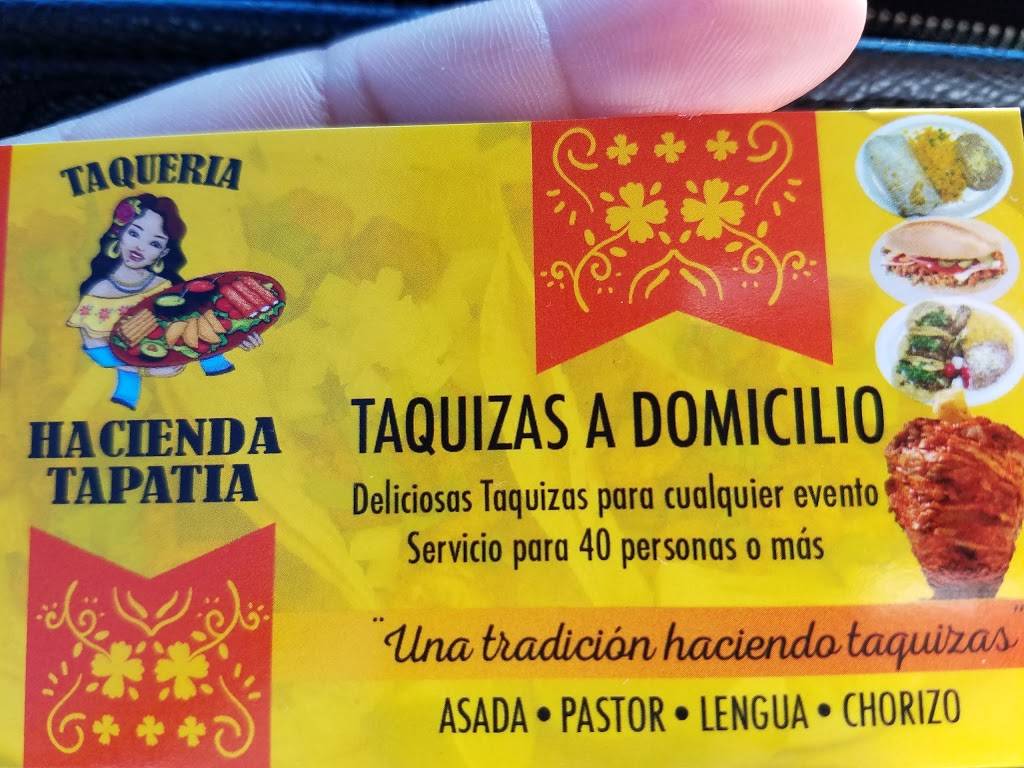 TAQUERIA
HACIENDA
TAPATIA
TAQUIZAS A DOMICILIO
Deliciosas Taquizas para cualquier evento
Servicio para 40 personas o más
"Una tradición haciendo taquizas"
ASADA • PASTOR • LENGUA • CHORIZO